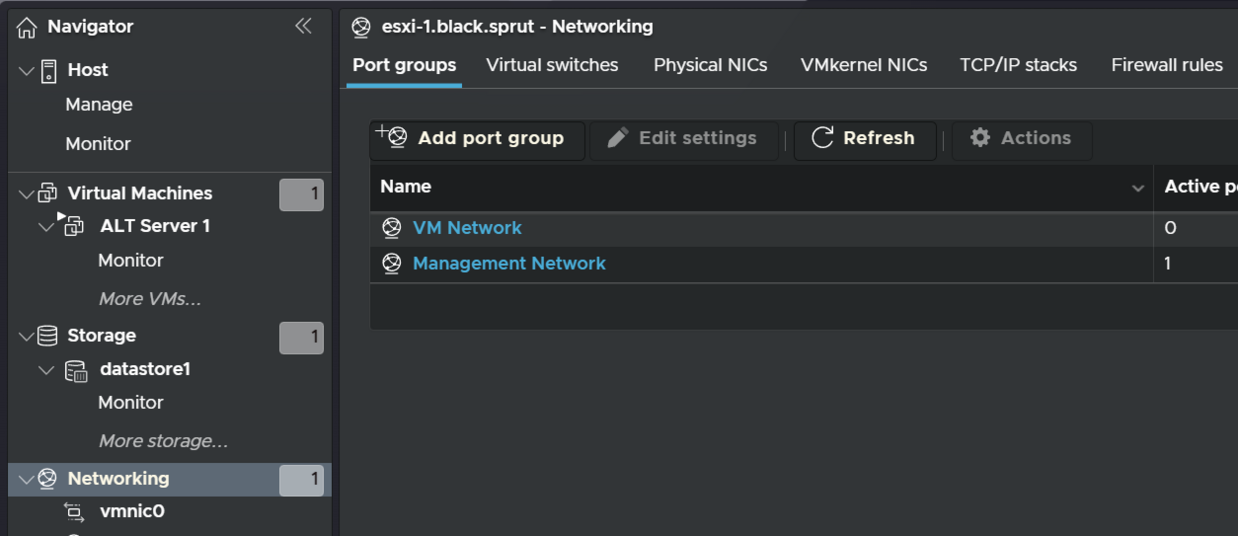 Navigator
Host
Manage
Monitor
Virtual Machines 1
ALT Server 1
Monitor
More VMs...
Storage 1
datastore1
Monitor
More storage...
Networking 1
vmnic0
esxi-1.black.sprut - Networking
Port groups Virtual switches Physical NICs VMkernel NICs TCP/IP stacks Firewall rules
Add port group Edit settings Refresh Actions
Name Active
VM Network 0
Management Network 1